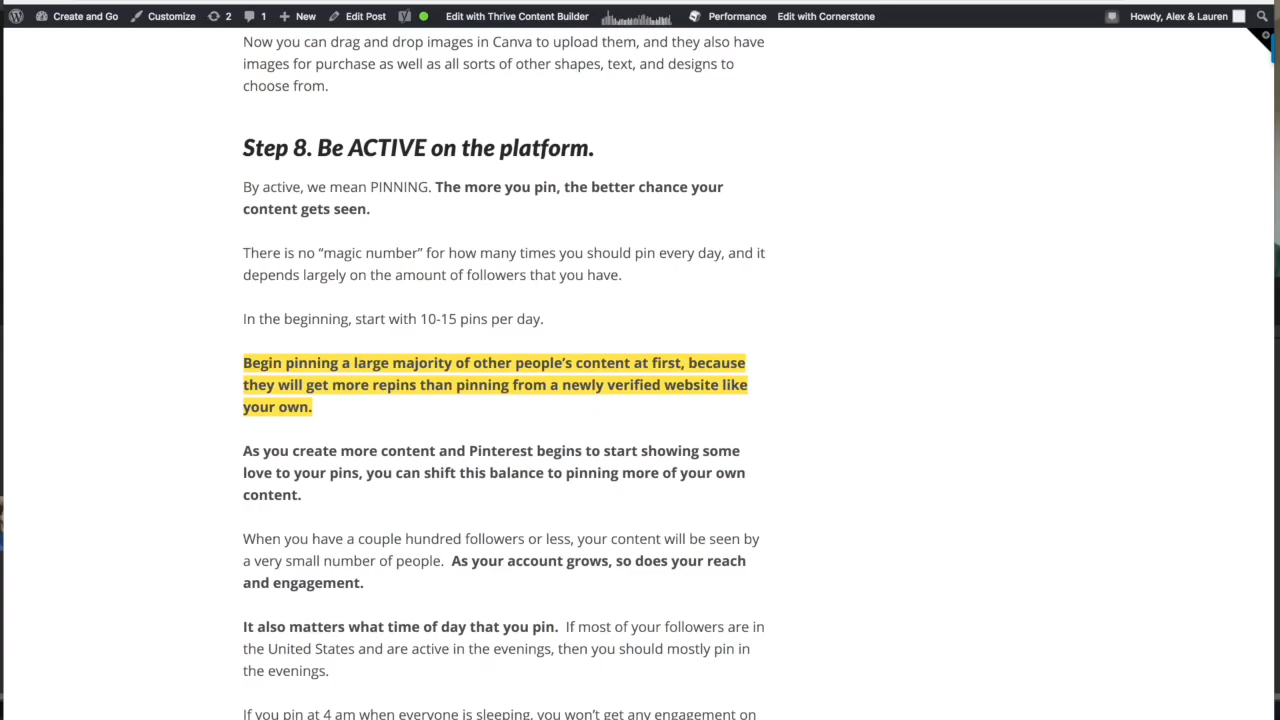 Create and Go Customize 2 1 New Edit Post Edit with Thrive Content Builder Performance Edit with Cornerstone Howdy, Alex & Lauren
Now you can drag and drop images in Canva to upload them, and they also have
images for purchase as well as all sorts of other shapes, text, and designs to
choose from.
Step 8. Be ACTIVE on the platform.
By active, we mean PINNING. The more you pin, the better chance your
content gets seen.
There is no “magic number” for how many times you should pin every day, and it
depends largely on the amount of followers that you have.
In the beginning, start with 10-15 pins per day.
Begin pinning a large majority of other people’s content at first, because
they will get more repins than pinning from a newly verified website like
your own.
As you create more content and Pinterest begins to start showing some
love to your pins, you can shift this balance to pinning more of your own
content.
When you have a couple hundred followers or less, your content will be seen by
a very small number of people. As your account grows, so does your reach
and engagement.
It also matters what time of day that you pin. If most of your followers are in
the United States and are active in the evenings, then you should mostly pin in
the evenings.
If you pin at 4 am when everyone is sleeping, you won’t get any engagement on